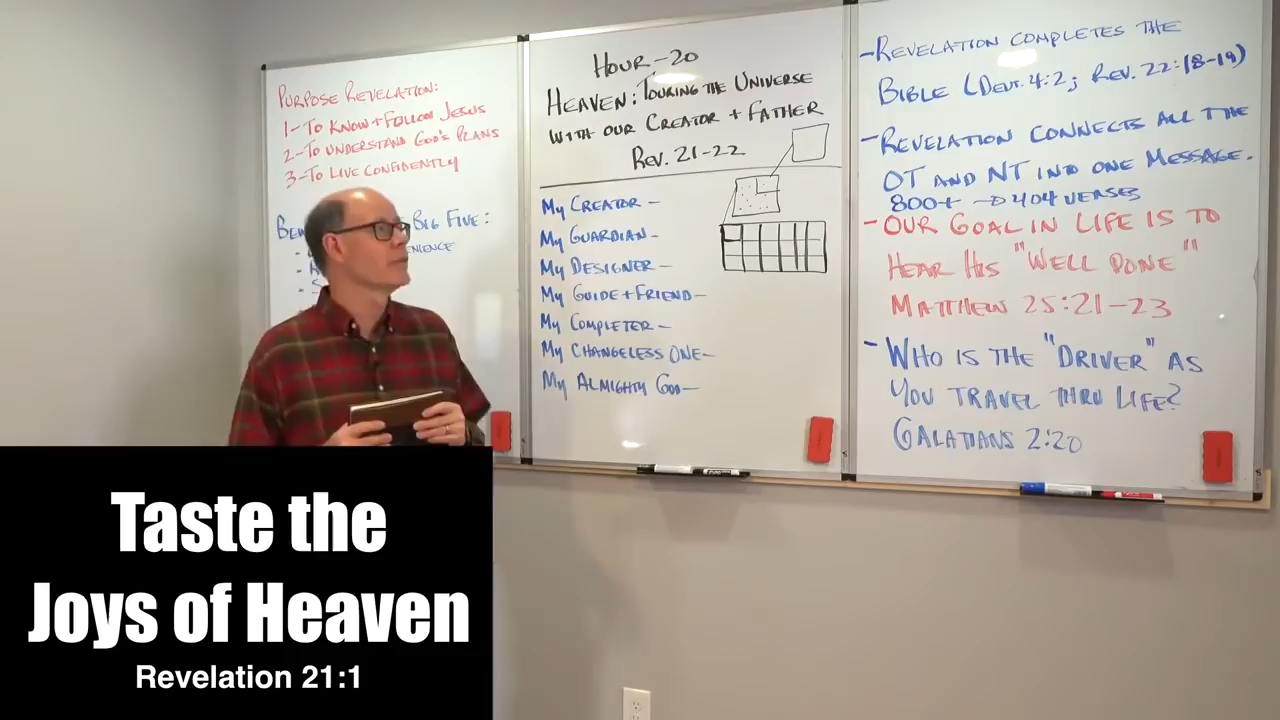 PURPOSE REVELATION:
1-TO KNOW + FOLLOW JESUS
2-TO UNDERSTAND GOD'S PLANS
3-TO LIVE CONFIDENTLY
BIG FIVE:
HOUR-20
HEAVEN: TOURING THE UNIVERSE
WITH OUR CREATOR + FATHER
REV. 21-22
MY CREATOR -
MY GUARDIAN-
MY DESIGNER -
MY GUIDE+FRIEND-
MY COMPLETER -
MY CHANGELESS ONE-
MY ALMIGHTY GOD-
-REVELATION COMPLETES THE
BIBLE (DEUT. 4:2; REV. 22:18-19)
-REVELATION CONNECTS ALL THE
OT AND NT INTO ONE MESSAGE.
800+ → 404 VERSES
- OUR GOAL IN LIFE IS TO
HEAR HIS "WELL DONE"
MATTHEW 25:21-23
- WHO IS THE "DRIVER" AS
YOU TRAVEL THRU LIFE?
GALATIANS 2:20
Taste the
Joys of Heaven
Revelation 21:1